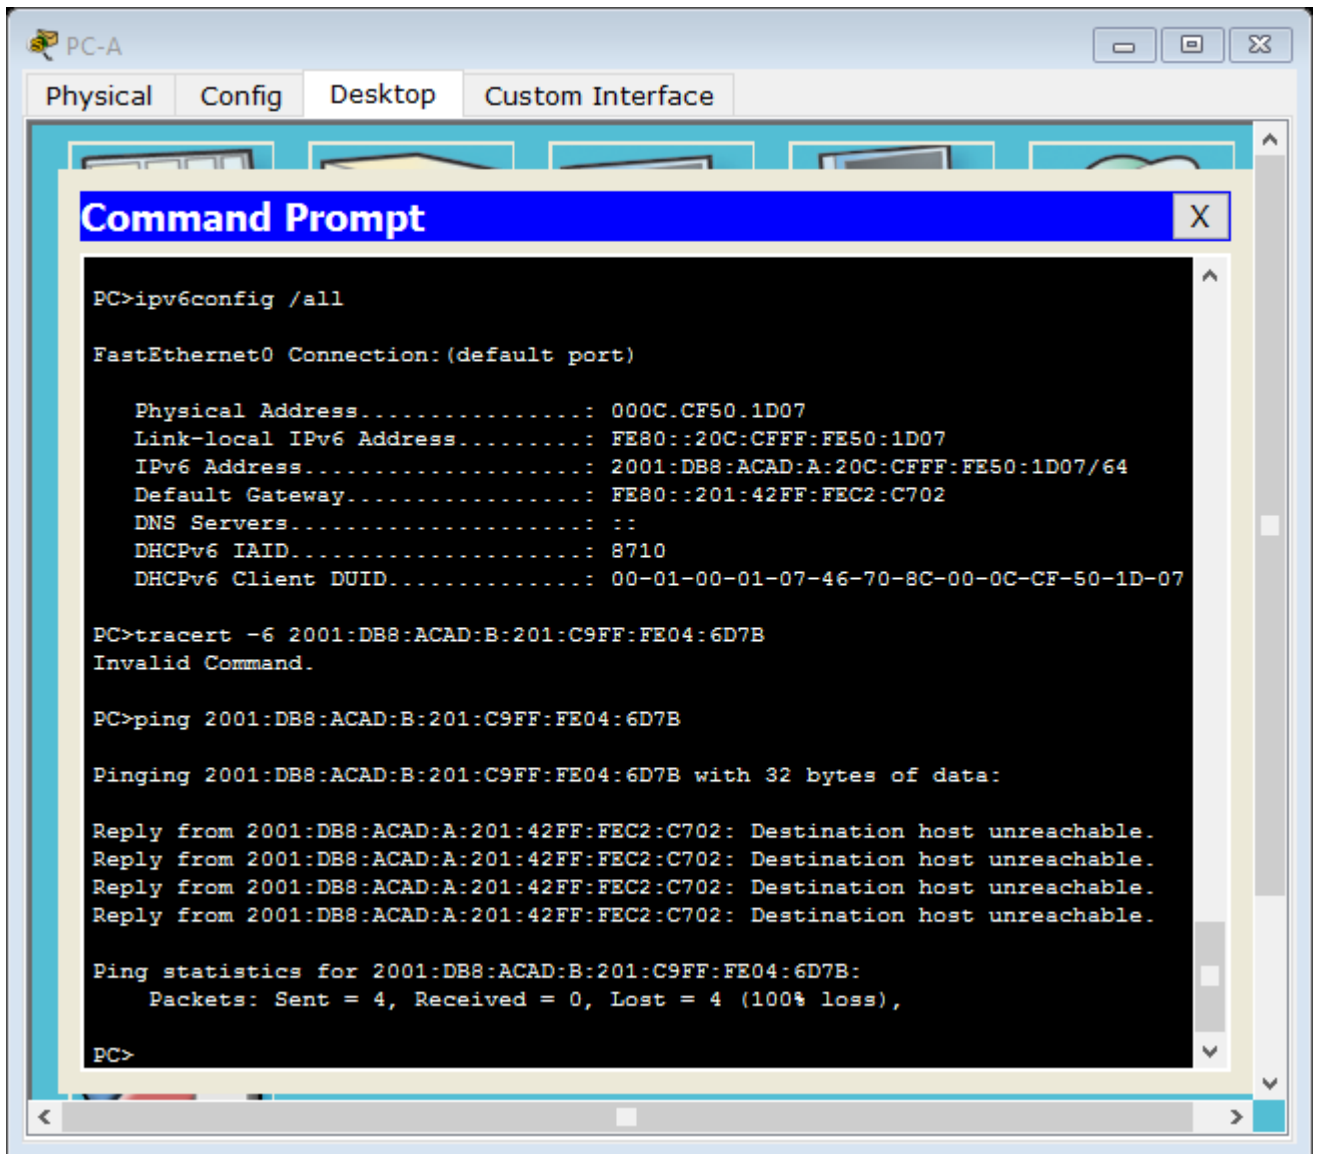 PC-A
Physical Config Desktop Custom Interface
Command Prompt X
PC>ipv6config /all
FastEthernet0 Connection:(default port)
Physical Address................: 000C.CF50.1D07
Link-local IPv6 Address.........: FE80::20C:CFFF:FE50:1D07
IPv6 Address....................: 2001:DB8:ACAD:A:20C:CFFF:FE50:1D07/64
Default Gateway.................: FE80::201:42FF:FEC2:C702
DNS Servers.....................: ::
DHCPv6 IAID.....................: 8710
DHCPv6 Client DUID..............: 00-01-00-01-07-46-70-8C-00-0C-CF-50-1D-07
PC>tracert -6 2001:DB8:ACAD:B:201:C9FF:FE04:6D7B
Invalid Command.
PC>ping 2001:DB8:ACAD:B:201:C9FF:FE04:6D7B
Pinging 2001:DB8:ACAD:B:201:C9FF:FE04:6D7B with 32 bytes of data:
Reply from 2001:DB8:ACAD:A:201:42FF:FEC2:C702: Destination host unreachable.
Reply from 2001:DB8:ACAD:A:201:42FF:FEC2:C702: Destination host unreachable.
Reply from 2001:DB8:ACAD:A:201:42FF:FEC2:C702: Destination host unreachable.
Reply from 2001:DB8:ACAD:A:201:42FF:FEC2:C702: Destination host unreachable.
Ping statistics for 2001:DB8:ACAD:B:201:C9FF:FE04:6D7B:
Packets: Sent = 4, Received = 0, Lost = 4 (100% loss),
PC>